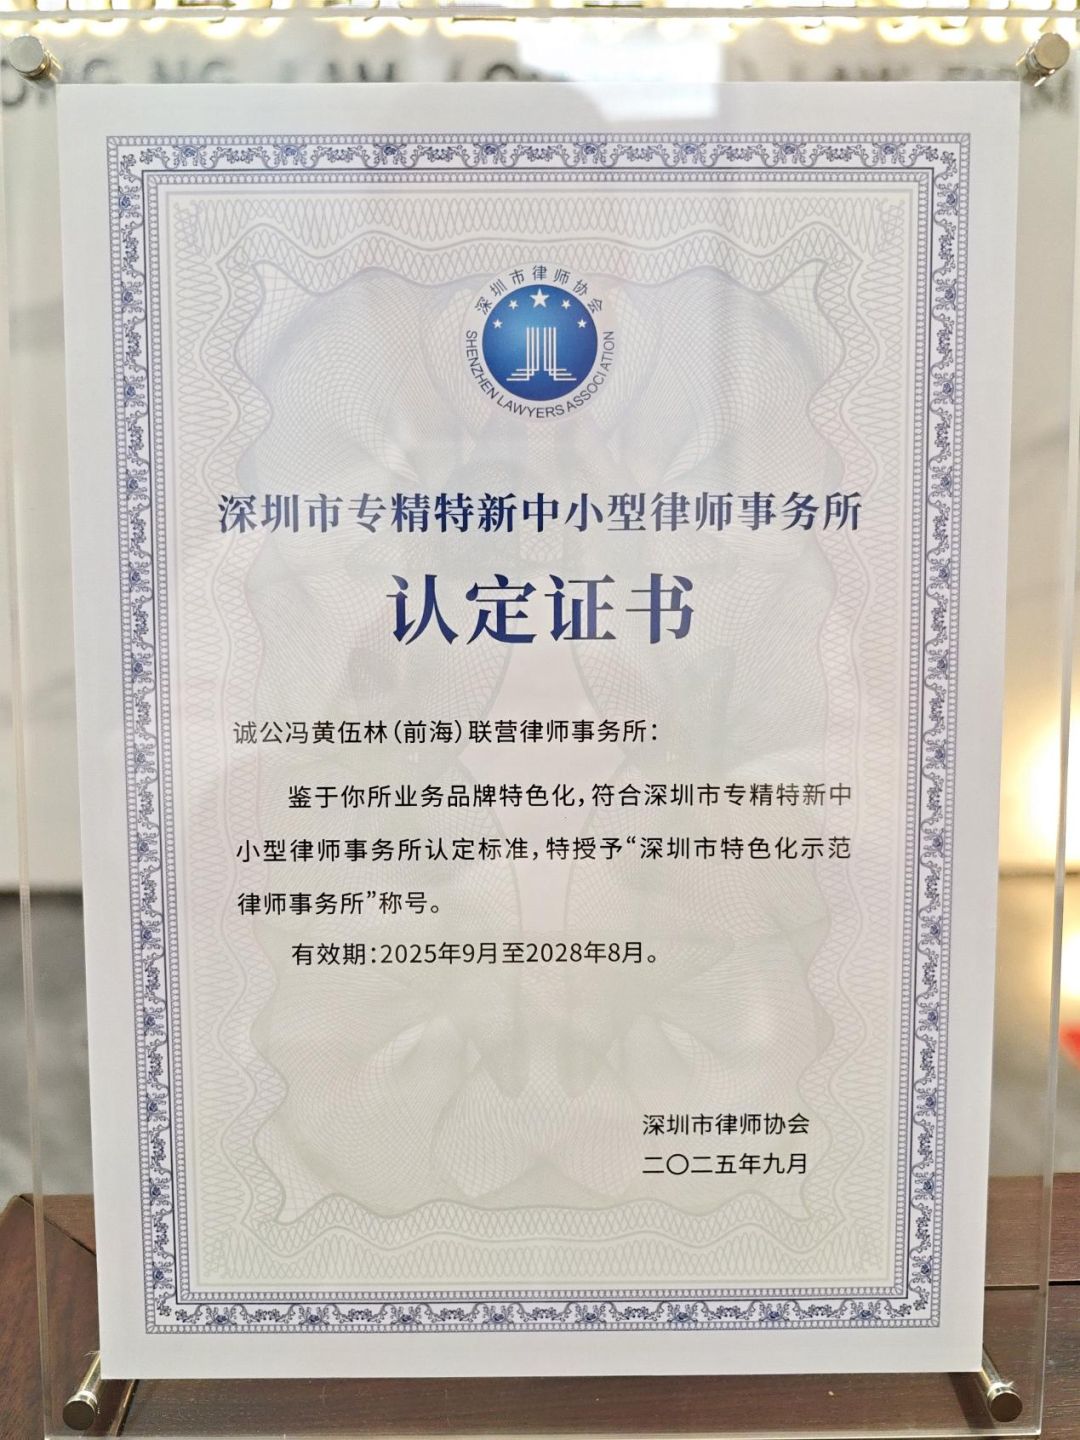 深圳市律师协会
SHENZHEN LAWYERS ASSOCIATION
深圳市专精特新中小型律师事务所
认定证书
诚公冯黄伍林(前海)联营律师事务所：
鉴于你所业务品牌特色化，符合深圳市专精特新中
小型律师事务所认定标准，特授予“深圳市特色化示范
律师事务所”称号。
有效期：2025年9月至2028年8月。
深圳市律师协会
二〇二五年九月